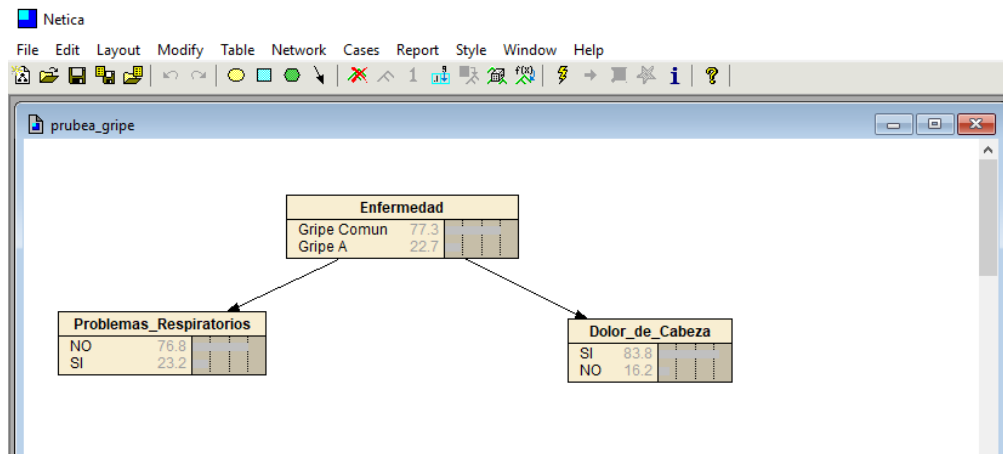 Netica
File Edit Layout Modify Table Network Cases Report Style Window Help
1 f(x) i ?
prubea_gripe
Enfermedad
Gripe Comun 77.3
Gripe A 22.7
Problemas_Respiratorios
NO 76.8
SI 23.2
Dolor_de_Cabeza
SI 83.8
NO 16.2